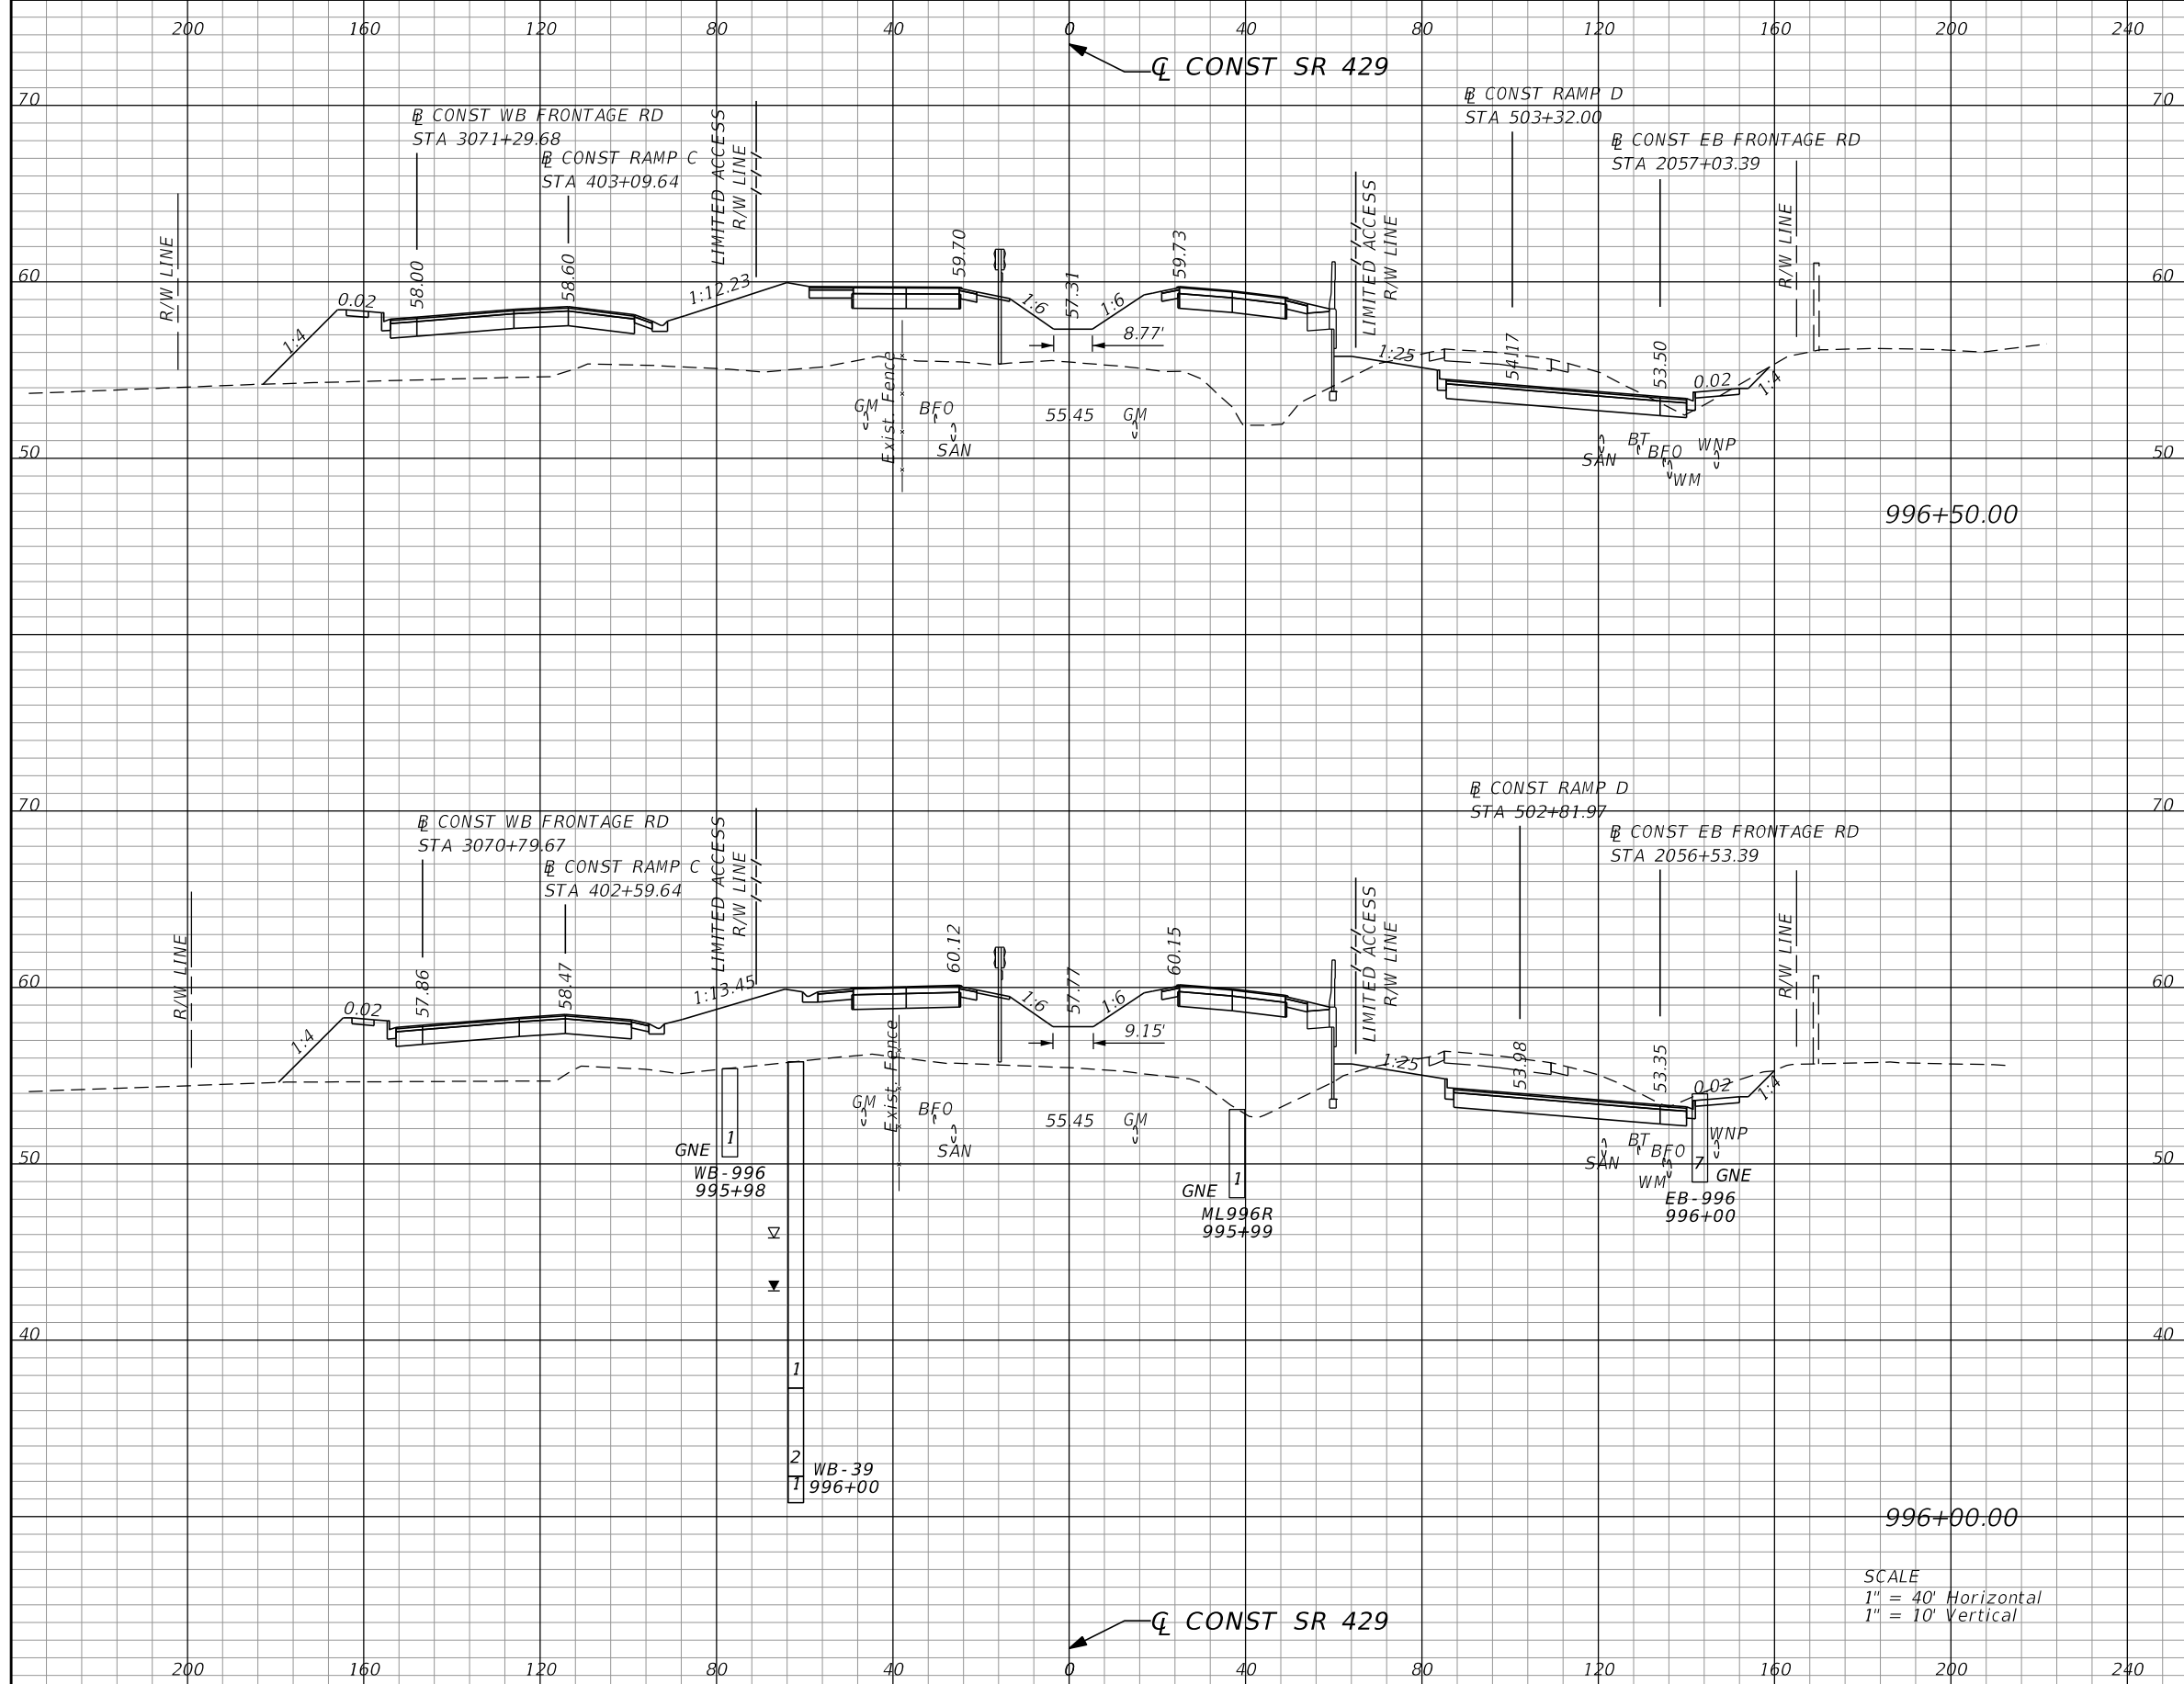 200 160 120 80 40 0 40 80 120 160 200 240
℄ CONST SR 429
70 70
BL CONST WB FRONTAGE RD
STA 3071+29.68
BL CONST RAMP C
STA 403+09.64
LIMITED ACCESS
R/W LINE
BL CONST RAMP D
STA 503+32.00
BL CONST EB FRONTAGE RD
STA 2057+03.39
R/W LINE
LIMITED ACCESS
R/W LINE
R/W LINE
60 60
1:4
0.02
58.00
58.60
1:12.23
59.70
1:6
57.31
1:6
59.73
8.77'
1:25
54.17
53.50
0.02
1:4
GM
Exist. Fence
BFO
SAN
55.45
GM
SAN
BT
BFO
WM
WNP
50 50
996+50.00
70 70
BL CONST WB FRONTAGE RD
STA 3070+79.67
BL CONST RAMP C
STA 402+59.64
LIMITED ACCESS
R/W LINE
BL CONST RAMP D
STA 502+81.97
BL CONST EB FRONTAGE RD
STA 2056+53.39
R/W LINE
LIMITED ACCESS
R/W LINE
R/W LINE
60 60
1:4
0.02
57.86
58.47
1:13.45
60.12
1:6
57.77
1:6
60.15
9.15'
1:25
53.98
53.35
0.02
1:4
GM
Exist. Fence
BFO
SAN
55.45
GM
SAN
BT
BFO
WM
WNP
50 50
GNE
1
WB-996
995+98
GNE
1
ML996R
995+99
7
GNE
EB-996
996+00
40 40
1
2
1
WB-39
996+00
996+00.00
SCALE
1" = 40' Horizontal
1" = 10' Vertical
℄ CONST SR 429
200 160 120 80 40 0 40 80 120 160 200 240